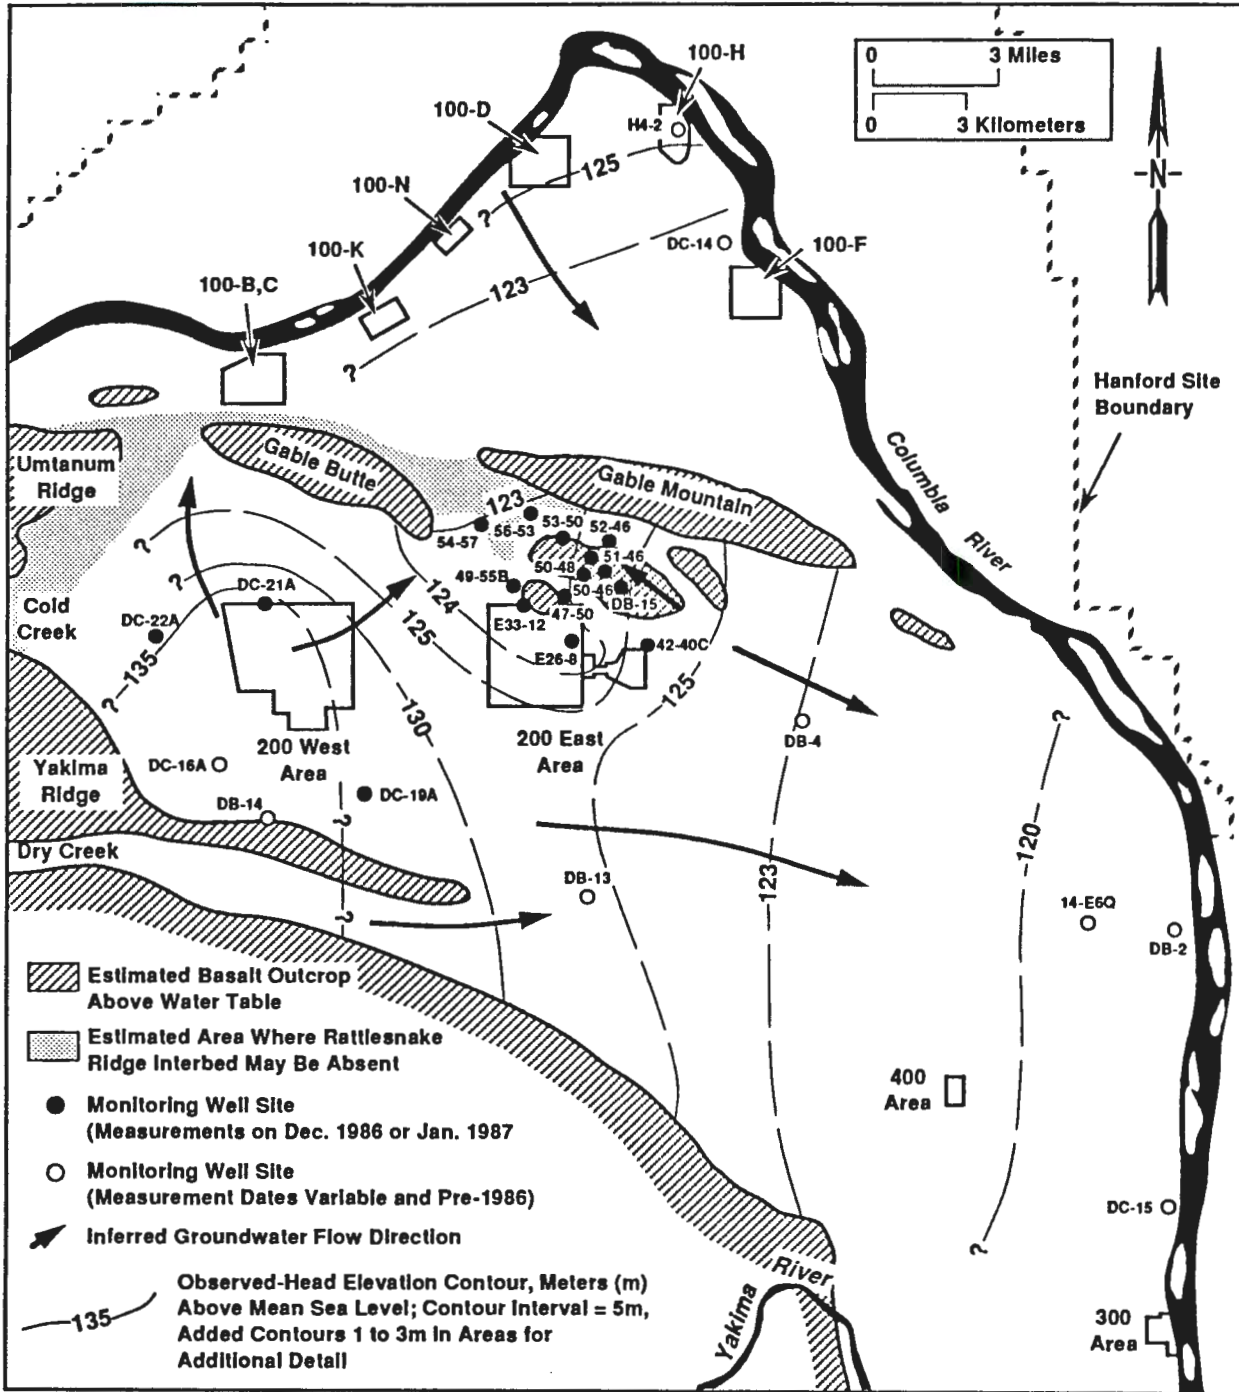 100-H
0 3 Miles
0 3 Kilometers
100-D
H4-2
125
N
100-N
?
DC-14
100-F
100-K
123
100-B,C
?
Hanford Site
Boundary
Columbia
River
Umtanum
Ridge
Gable Butte
Gable Mountain
123
53-50
52-46
54-57
56-53
?
51-46
50-48
49-55B
?
DC-21A
50-46
DB-15
124
Cold
Creek
DC-22A
47-50
E33-12
125
E26-8
42-40C
135
125
?
130
?
200 West
Area
200 East
Area
DB-4
Yakima
Ridge
DC-16A
DC-19A
DB-14
?
120
Dry Creek
DB-13
123
14-E6Q
?
DB-2
Estimated Basalt Outcrop
Above Water Table
Estimated Area Where Rattlesnake
Ridge Interbed May Be Absent
400
Area
Monitoring Well Site
(Measurements on Dec. 1986 or Jan. 1987
Monitoring Well Site
(Measurement Dates Variable and Pre-1986)
DC-15
Inferred Groundwater Flow Direction
?
Yakima
River
135
Observed-Head Elevation Contour, Meters (m)
Above Mean Sea Level; Contour Interval = 5m,
Added Contours 1 to 3m in Areas for
Additional Detail
300
Area